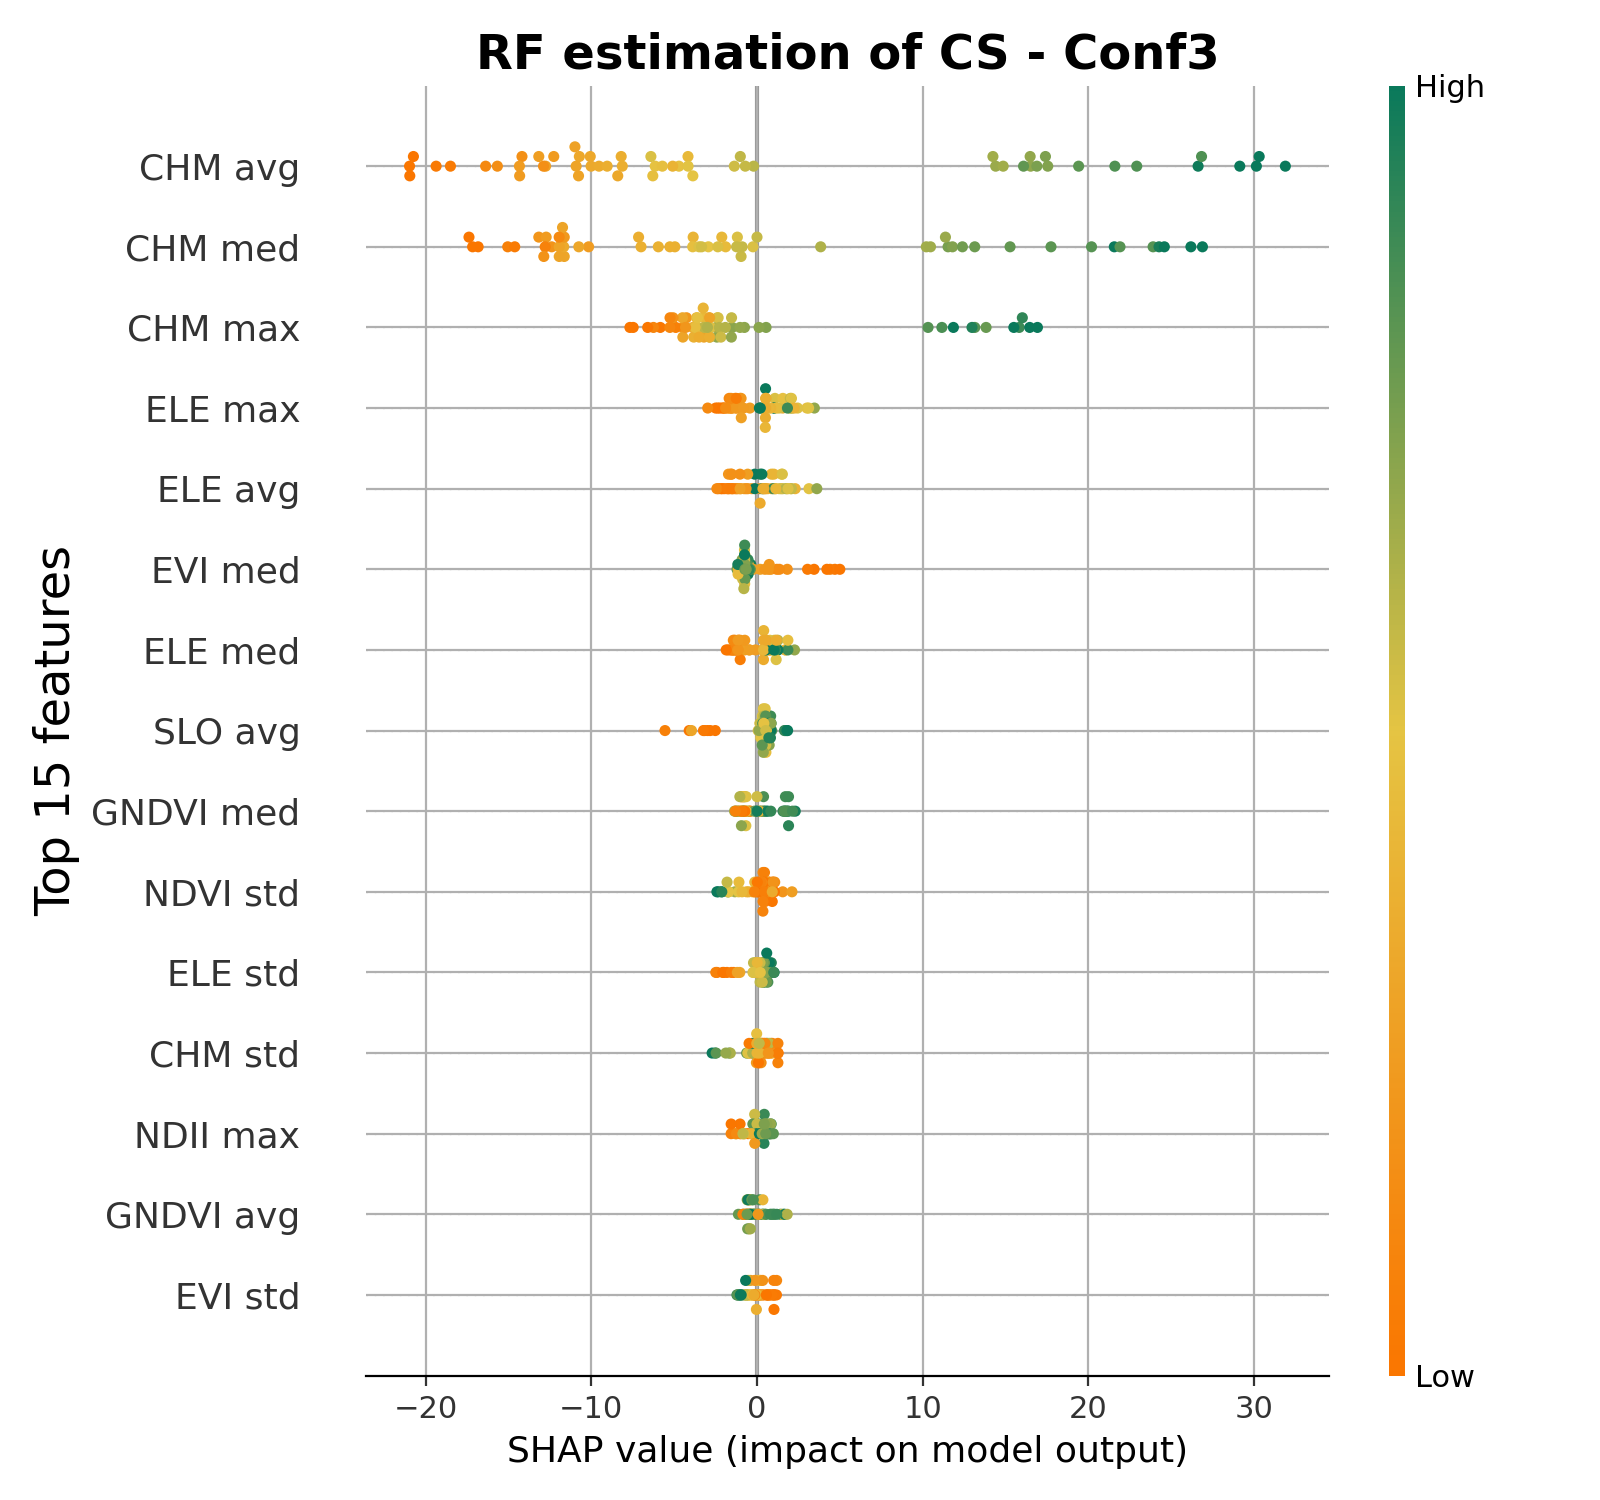 RF estimation of CS - Conf3
High
CHM avg
CHM med
CHM max
ELE max
ELE avg
EVI med
ELE med
SLO avg
GNDVI med
NDVI std
ELE std
CHM std
NDII max
GNDVI avg
EVI std
Top 15 features
Low
−20 −10 0 10 20 30
SHAP value (impact on model output)